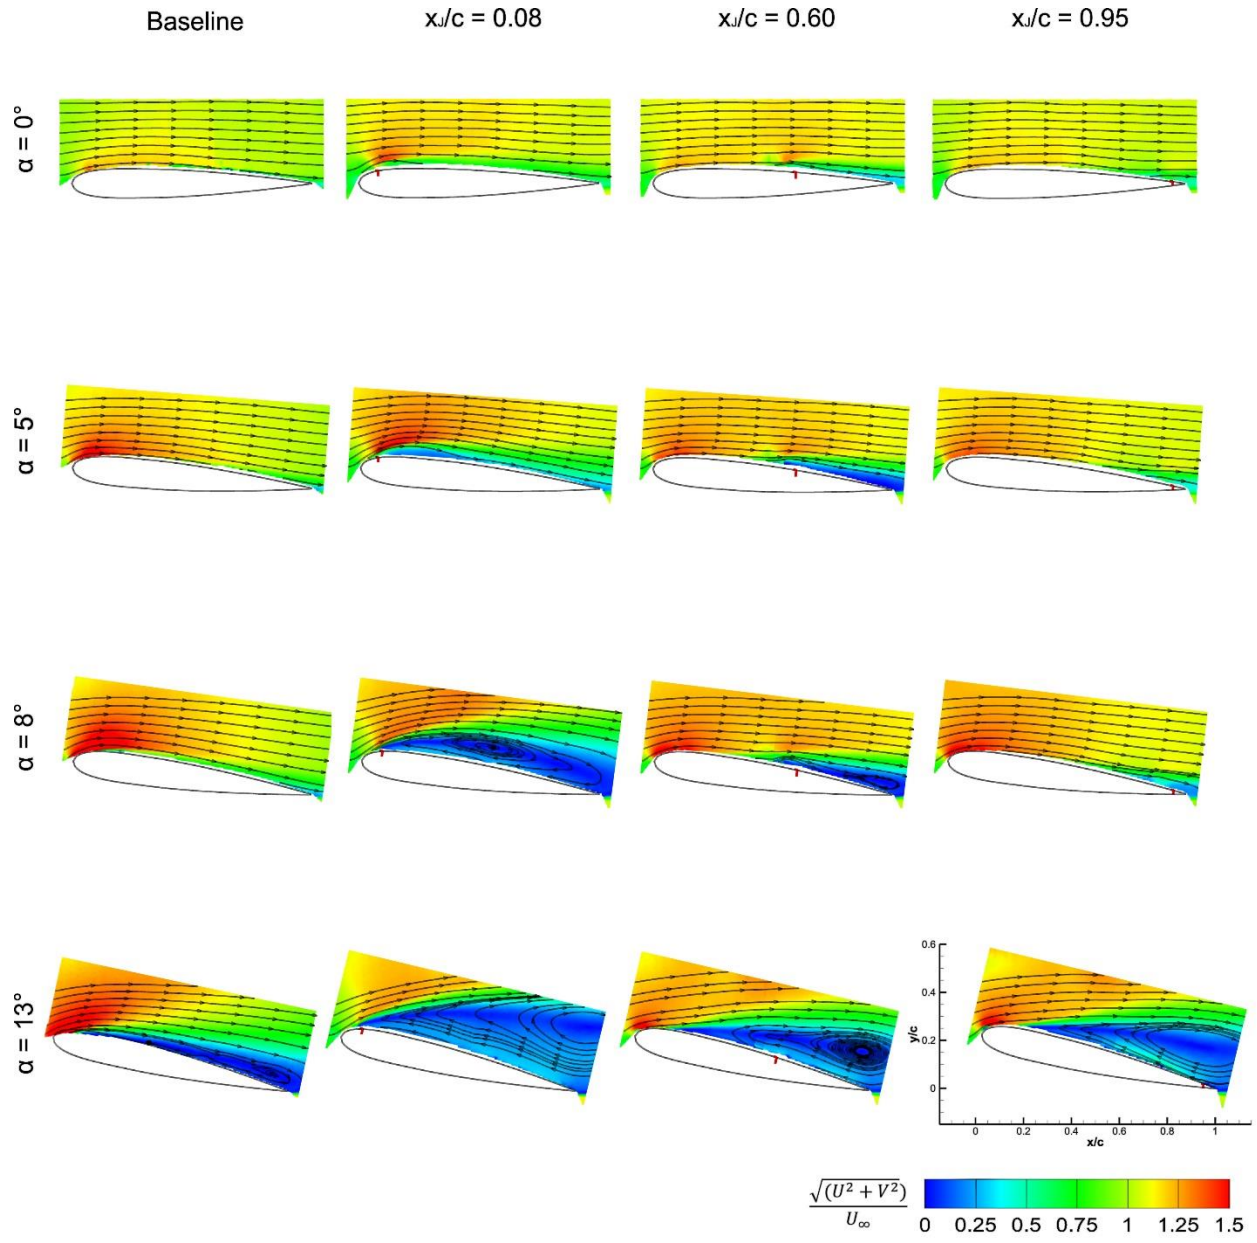 Baseline
xJ/c = 0.08
xJ/c = 0.60
xJ/c = 0.95
α = 0°
α = 5°
α = 8°
α = 13°
0.6
0.4
0.2
0
y/c
0 0.2 0.4 0.6 0.8 1
x/c
√(U² + V²)
U∞
0 0.25 0.5 0.75 1 1.25 1.5